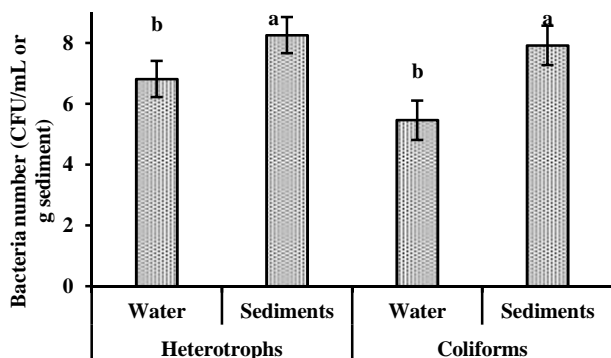 Bacteria number (CFU/mL or
g sediment)
8
6
4
2
0
b
a
b
a
Water
Sediments
Water
Sediments
Heterotrophs
Coliforms